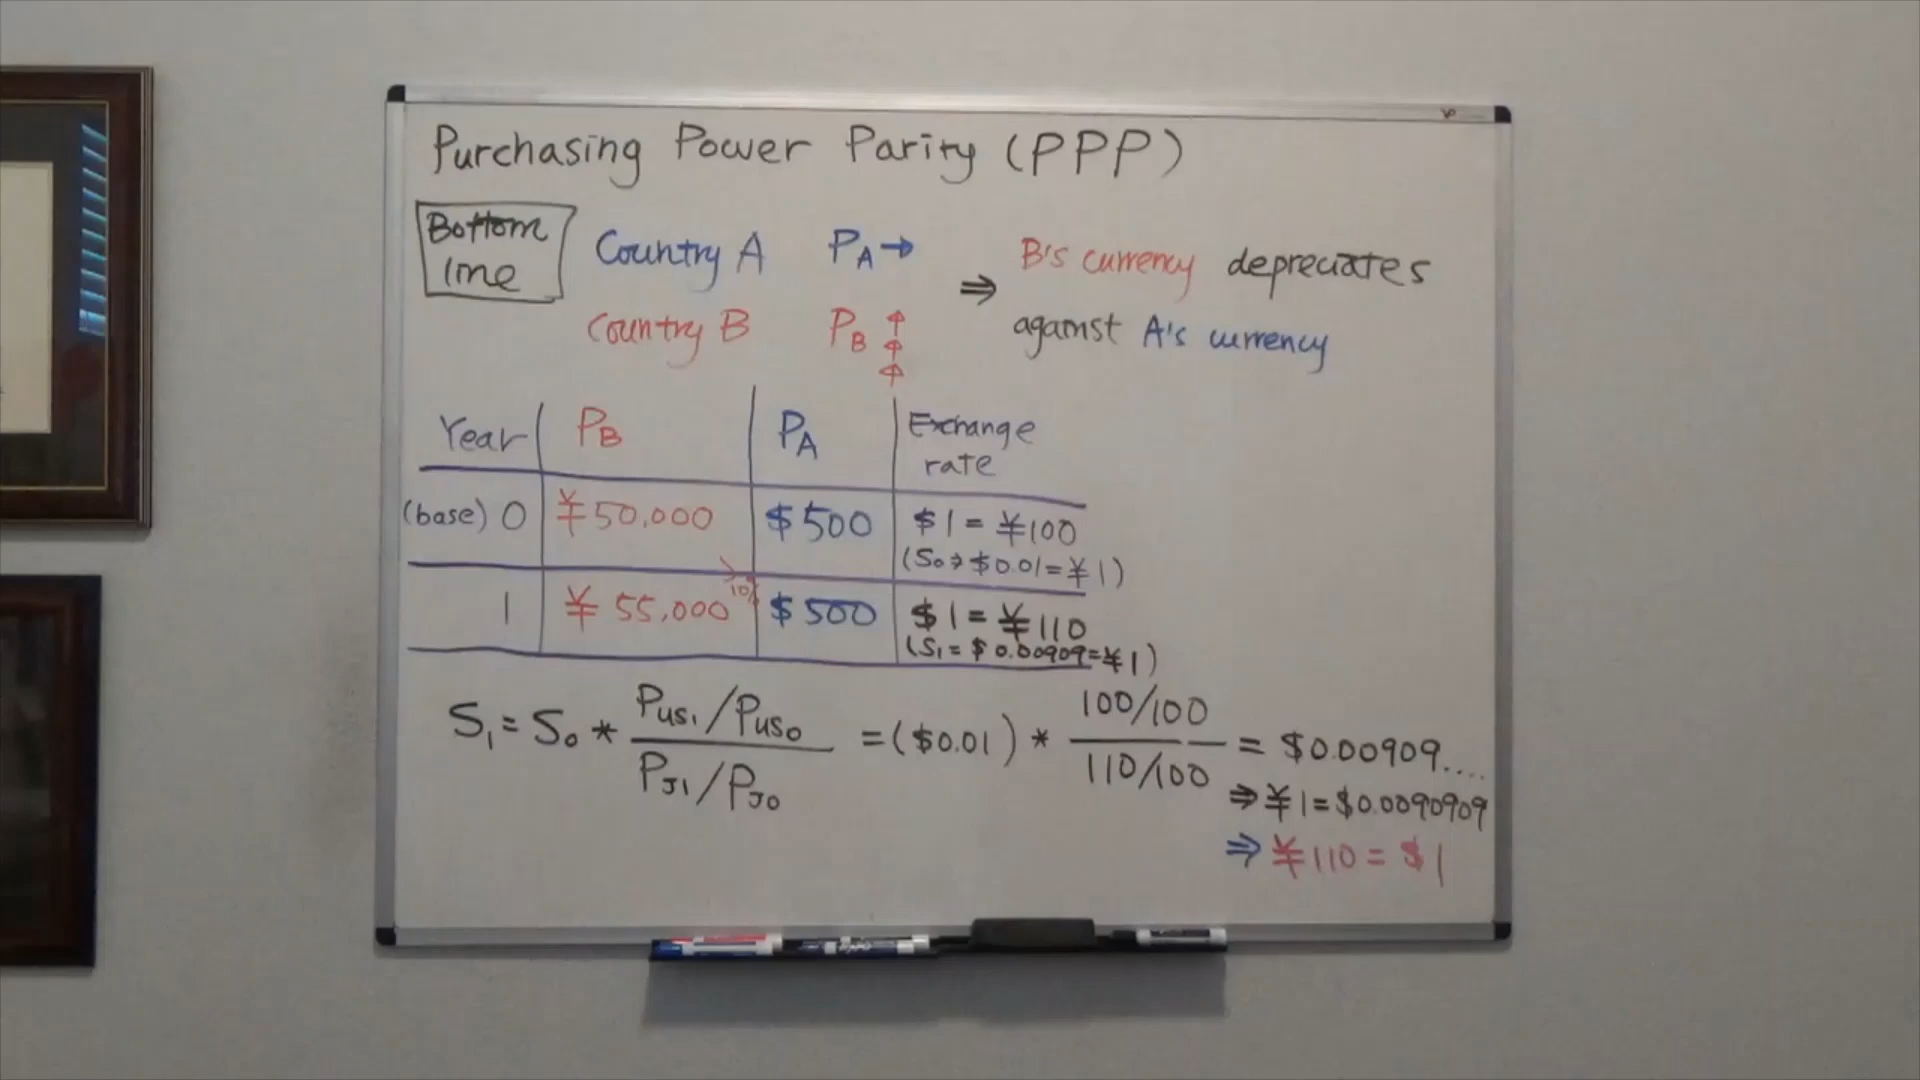 Purchasing Power Parity (PPP)
Bottom line
Country A PA → ⇒ B's currency depreciates
Country B PB ↑↑↑ against A's currency
Year PB PA Exchange rate
(base) 0 ¥50,000 $500 $1 = ¥100
(S0 ⇒ $0.01 = ¥1)
10%
1 ¥55,000 $500 $1 = ¥110
(S1 = $0.00909 = ¥1)
S1 = S0 * (PUS1/PUS0) / (PJ1/PJ0) = ($0.01) * (100/100) / (110/100) = $0.00909....
⇒ ¥1 = $0.0090909
⇒ ¥110 = $1